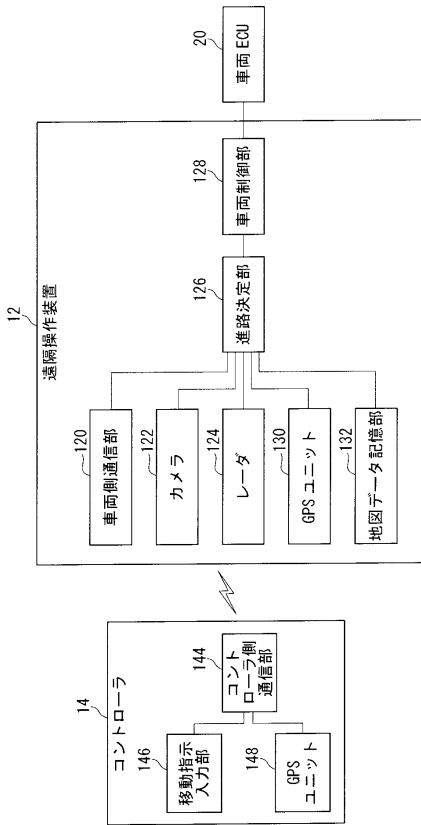 14
コントローラ
146
移動指示
入力部
144
コント
ローラ側
通信部
148
GPS
ユニット
12
遠隔操作装置
120
車両側通信部
122
カメラ
124
レーダ
130
GPSユニット
132
地図データ記憶部
126
進路決定部
128
車両制御部
20
車両ECU